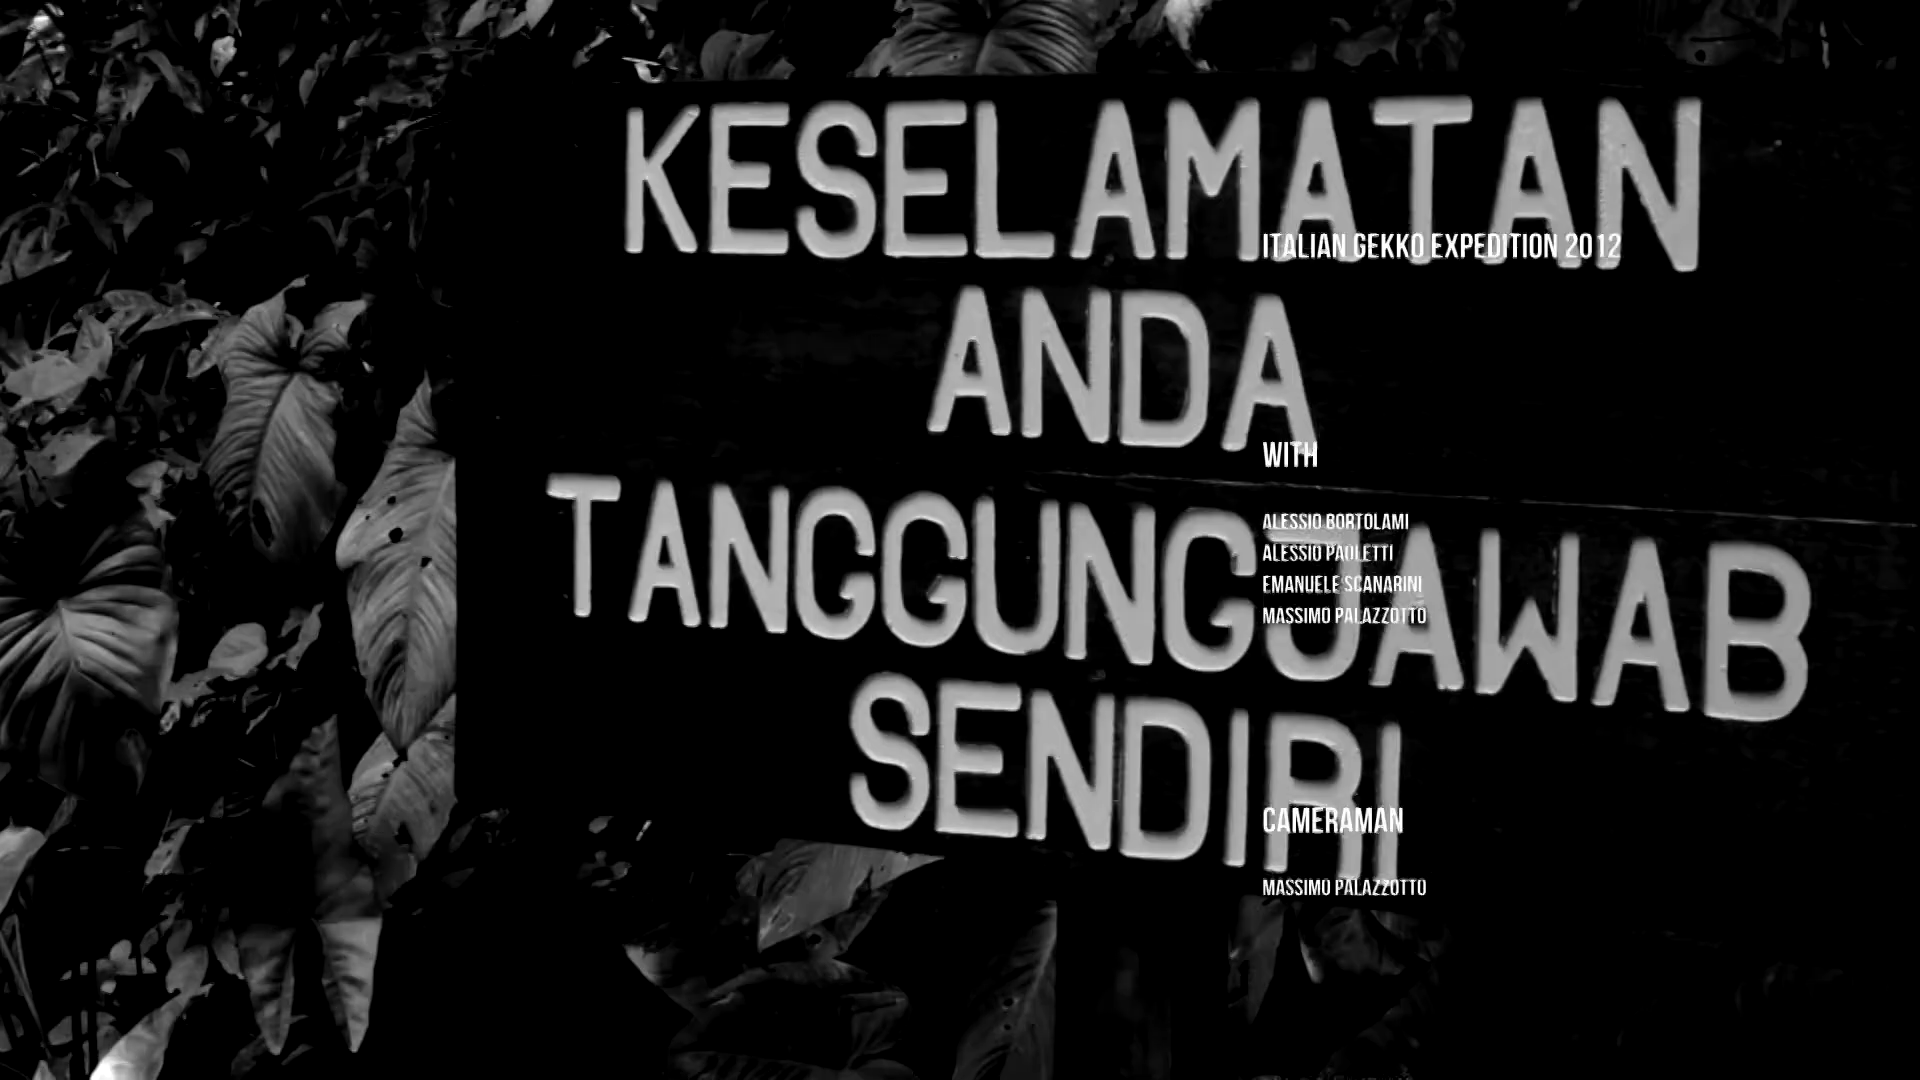 KESELAMATAN
ITALIAN GEKKO EXPEDITION 2012
ANDA
WITH
TANGGUNGJAWAB
ALESSIO BORTOLAMI
ALESSIO PAOLETTI
EMANUELE SCANARINI
MASSIMO PALAZZOTTO
SENDIRI
CAMERAMAN
MASSIMO PALAZZOTTO